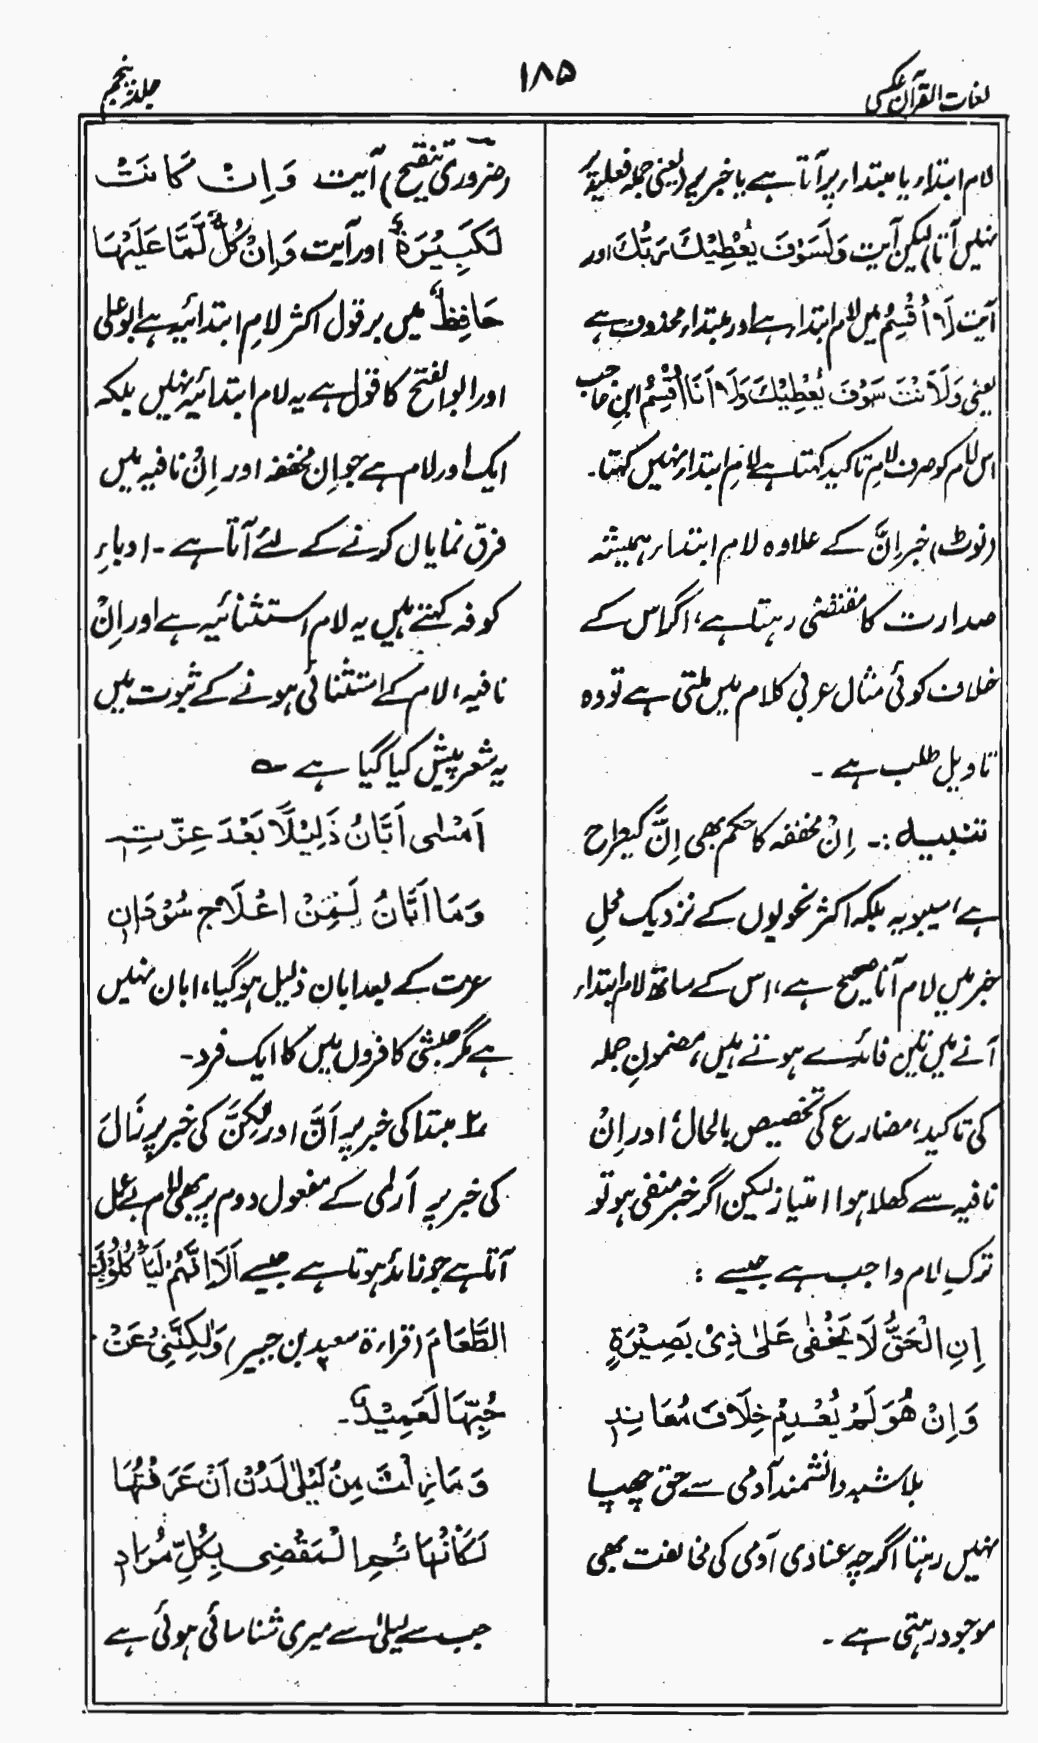 لغات القرآن عکسی
۱۸۵
جلد پنجم
لام ابتداء یا مبتداء پر آتا ہے یا خبر پر (یعنی جملہ فعلیہ پر
نہیں آتا) لیکن آیت وَلَسَوْفَ يُعْطِيْكَ رَبُّكَ اور
آیت لَاُقْسِمُ میں لام ابتدا ہے اور مبتداء محذوف ہے
یعنی وَلَاَنْتَ سَوْفَ يُعْطِيْكَ وَلَاَنَا اُقْسِمُ ابن حاجب
اس لام کو صرف لامِ تاکید کہتا ہے لامِ ابتداء نہیں کہتا۔
(نوٹ) خبر اِنَّ کے علاوہ لامِ ابتداء ہمیشہ
صدارت کا مقتضی رہتا ہے، اگر اس کے
خلاف کوئی مثال عربی کلام میں ملتی ہے تو وہ
تاویل طلب ہے ۔
تنبیہ :۔ اِنْ مخففہ کا حکم بھی اِنَّ کیطرح
ہے، سیبویہ بلکہ اکثر نحویوں کے نزدیک محلِ
خبر میں لام آنا صحیح ہے، اس کے ساتھ لام ابتداء
آنے میں تین فائدے ہوتے ہیں، مضمونِ جملہ
کی تاکید، مضارع کی تخصیص بالحال، اور اِنْ
نافیہ سے کھلا ہوا امتیاز لیکن اگر خبر منفی ہو تو
ترکِ لام واجب ہے جیسے :
اِنِ الْحَقُّ لَا يَخْفٰى عَلٰى ذِىْ بَصِيْرَةٍ
وَاِنْ هُوَ لَمْ يُعْدِمْ خِلَافَ مُعَانِدِ
بلاشبہ دانشمند آدمی سے حق چھپا
نہیں رہتا اگرچہ عنادی آدمی کی مخالفت بھی
موجود رہتی ہے ۔
(ضروری تنقیح) آیت وَاِنْ كَانَتْ
لَكَبِيْرَةً اور آیت وَاِنْ كُلٌّ لَمَّا عَلَيْهَا
حَافِظٌ میں بر قول اکثر لامِ ابتدائیہ ہے ابوعلی
اور ابوالفتح کا قول ہے یہ لام ابتدائیہ نہیں بلکہ
ایک اور لام ہے جو اِن مخففہ اور اِنْ نافیہ میں
فرق نمایاں کرنے کے لئے آتا ہے ۔ ادباءِ
کوفہ کہتے ہیں یہ لام استثنائیہ ہے اور اِنْ
نافیہ، لام کے استثنائی ہونے کے ثبوت میں
یہ شعر پیش کیا گیا ہے ؎
اَمْسٰى اَبَانُ ذَلِيْلًا بَعْدَ عِزَّتِهٖ
وَمَا اَبَانُ لَمِنْ اعْلَاجِ سُوْدَانِ
عزت کے بعد ابان ذلیل ہو گیا، ابان نہیں
ہے مگر حبشی کافروں میں کا ایک فرد۔
۲؎ مبتدا کی خبر پر اَنَّ اور لٰکِنَّ کی خبر پر زَالَ
کی خبر پر اَرٰی کے مفعول دوم پر بھی لام بے عمل
آتا ہے جو زائد ہوتا ہے جیسے اَلَا اِنَّهُمْ لَيَأْكُلُوْنَ
الطَّعَامَ (قراءۃ سعید بن جبیر) وَلٰكِنَّنِىْ عَنْ
حُبِّهَا لَعَمِيْدُ۔
وَمَا زِلْتُ مِنْ لَيْلٰى لَدُنْ اَنْ عَرَفْتُهَا
لَكَالْهَائِمِ الْمَقْضٰى بِكُلِّ مُرَادِ
جب سے لیلیٰ سے میری شناسائی ہوئی ہے